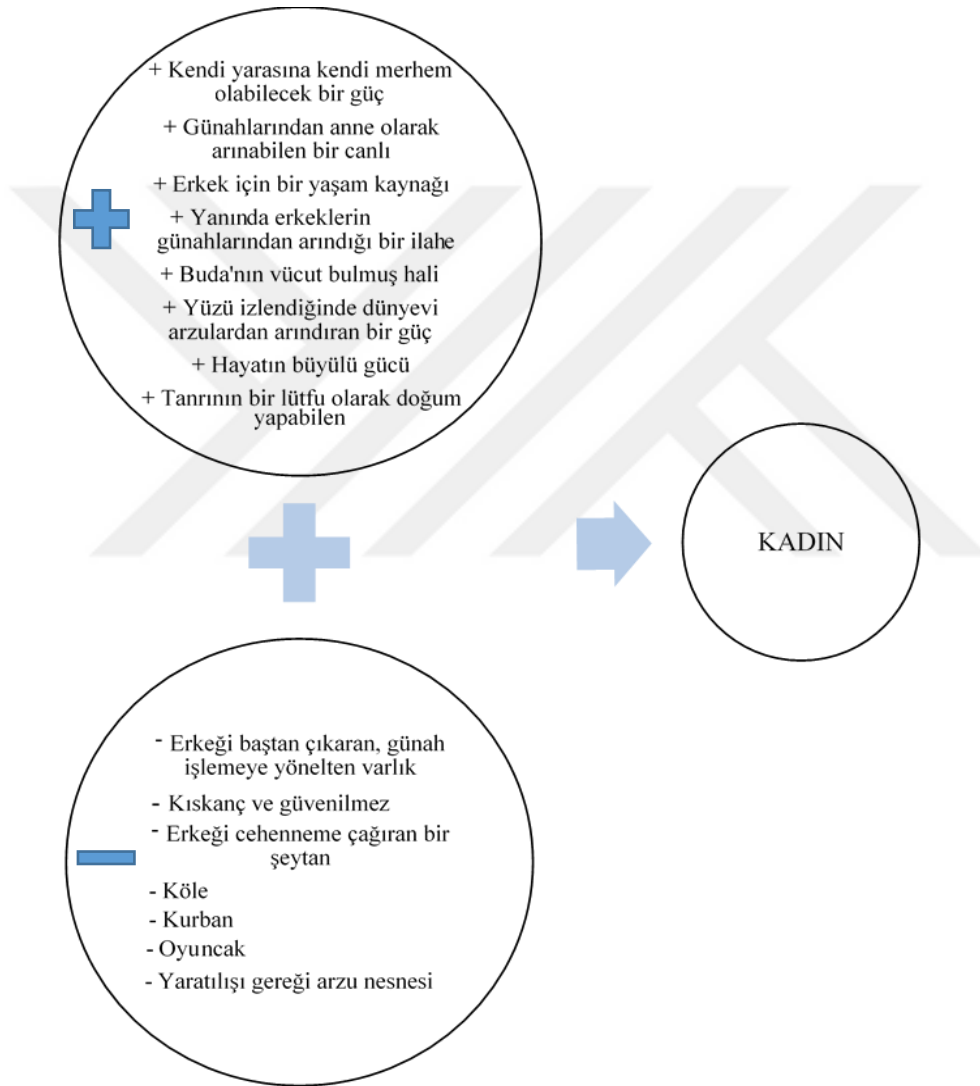 + Kendi yarasına kendi merhem
olabilecek bir güç
+ Günahlarından anne olarak
arınabilen bir canlı
+ Erkek için bir yaşam kaynağı
+ Yanında erkeklerin
günahlarından arındığı bir ilahe
+ Buda'nın vücut bulmuş hali
+ Yüzü izlendiğinde dünyevi
arzulardan arındıran bir güç
+ Hayatın büyülü gücü
+ Tanrının bir lütfu olarak doğum
yapabilen
KADIN
- Erkeği baştan çıkaran, günah
işlemeye yönelten varlık
- Kıskanç ve güvenilmez
- Erkeği cehenneme çağıran bir
şeytan
- Köle
- Kurban
- Oyuncak
- Yaratılışı gereği arzu nesnesi